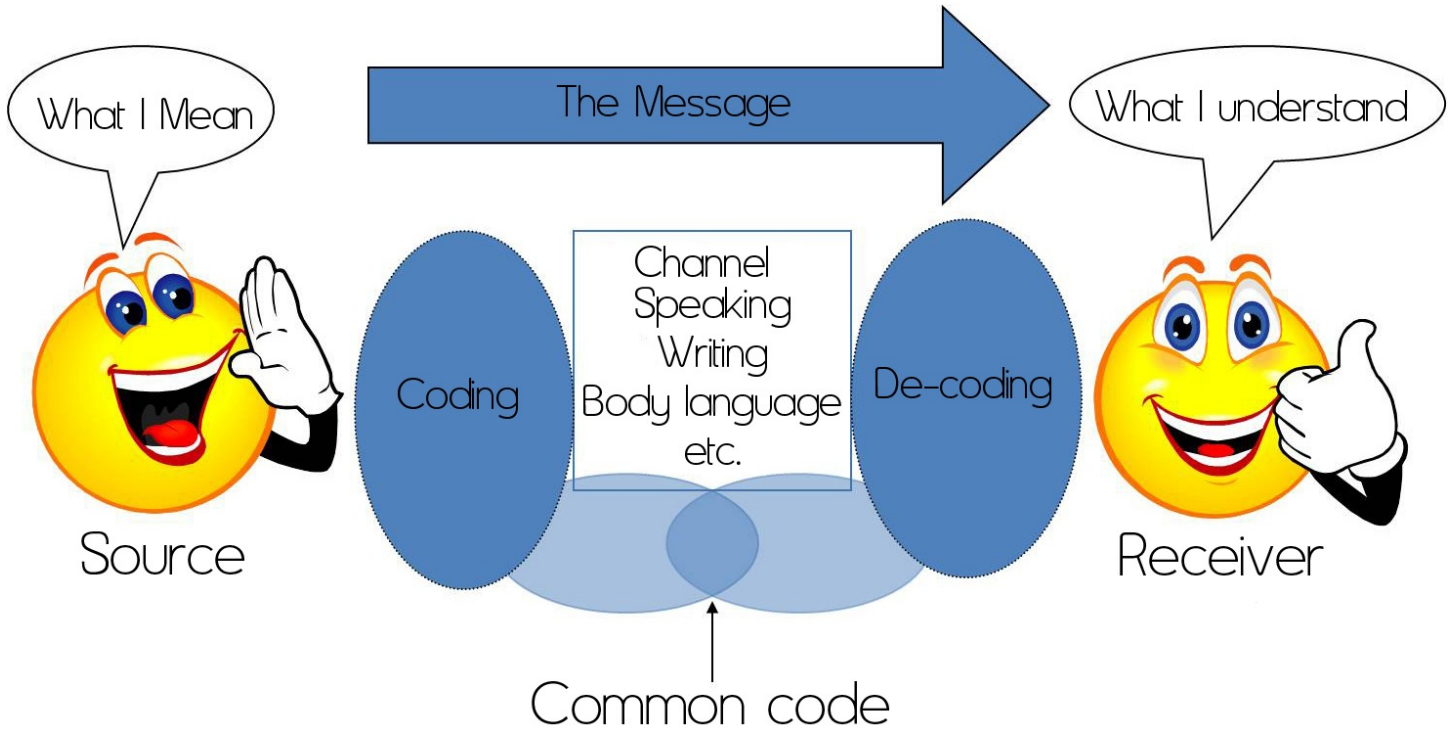 What I Mean
The Message
What I understand
Channel
Speaking
Writing
Body language
etc.
Coding
De-coding
Source
Receiver
Common code